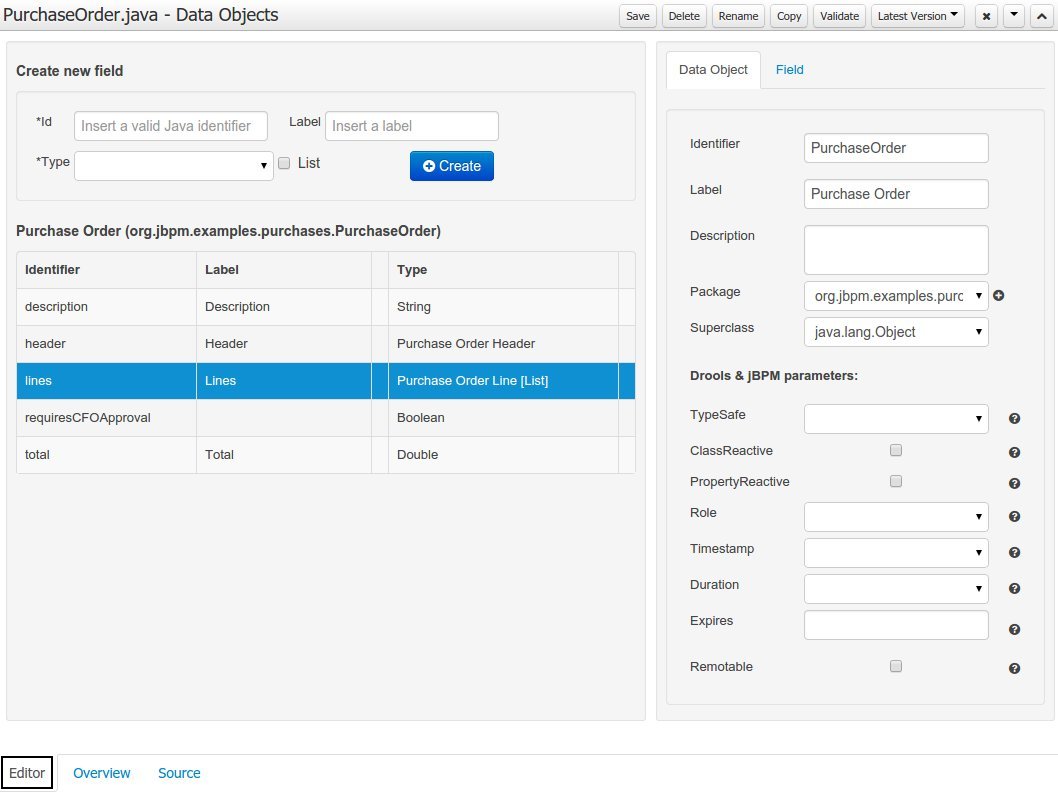 PurchaseOrder.java - Data Objects
Save Delete Rename Copy Validate Latest Version
Create new field
*Id Insert a valid Java identifier Label Insert a label
*Type List Create
Purchase Order (org.jbpm.examples.purchases.PurchaseOrder)
Identifier Label Type
description Description String
header Header Purchase Order Header
lines Lines Purchase Order Line [List]
requiresCFOApproval Boolean
total Total Double
Data Object Field
Identifier PurchaseOrder
Label Purchase Order
Description
Package org.jbpm.examples.purc
Superclass java.lang.Object
Drools & jBPM parameters:
TypeSafe
ClassReactive
PropertyReactive
Role
Timestamp
Duration
Expires
Remotable
Editor Overview Source